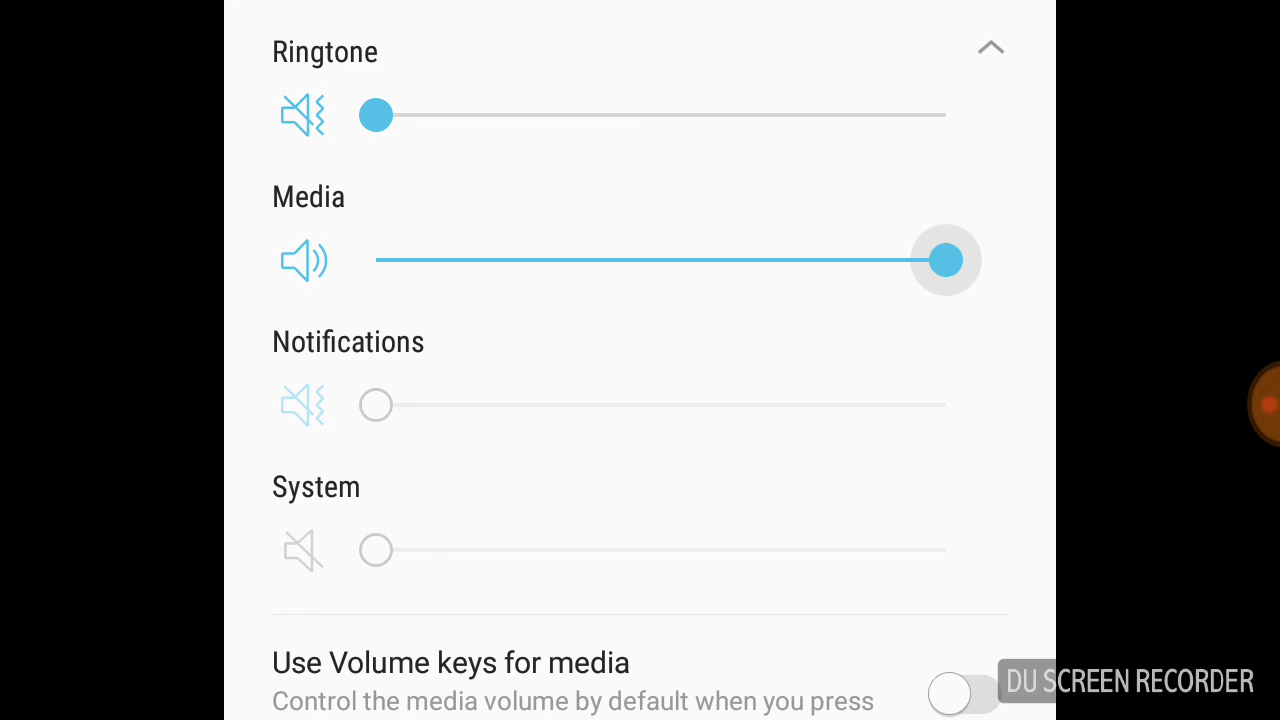 Ringtone
Media
Notifications
System
Use Volume keys for media
Control the media volume by default when you press
DU SCREEN RECORDER